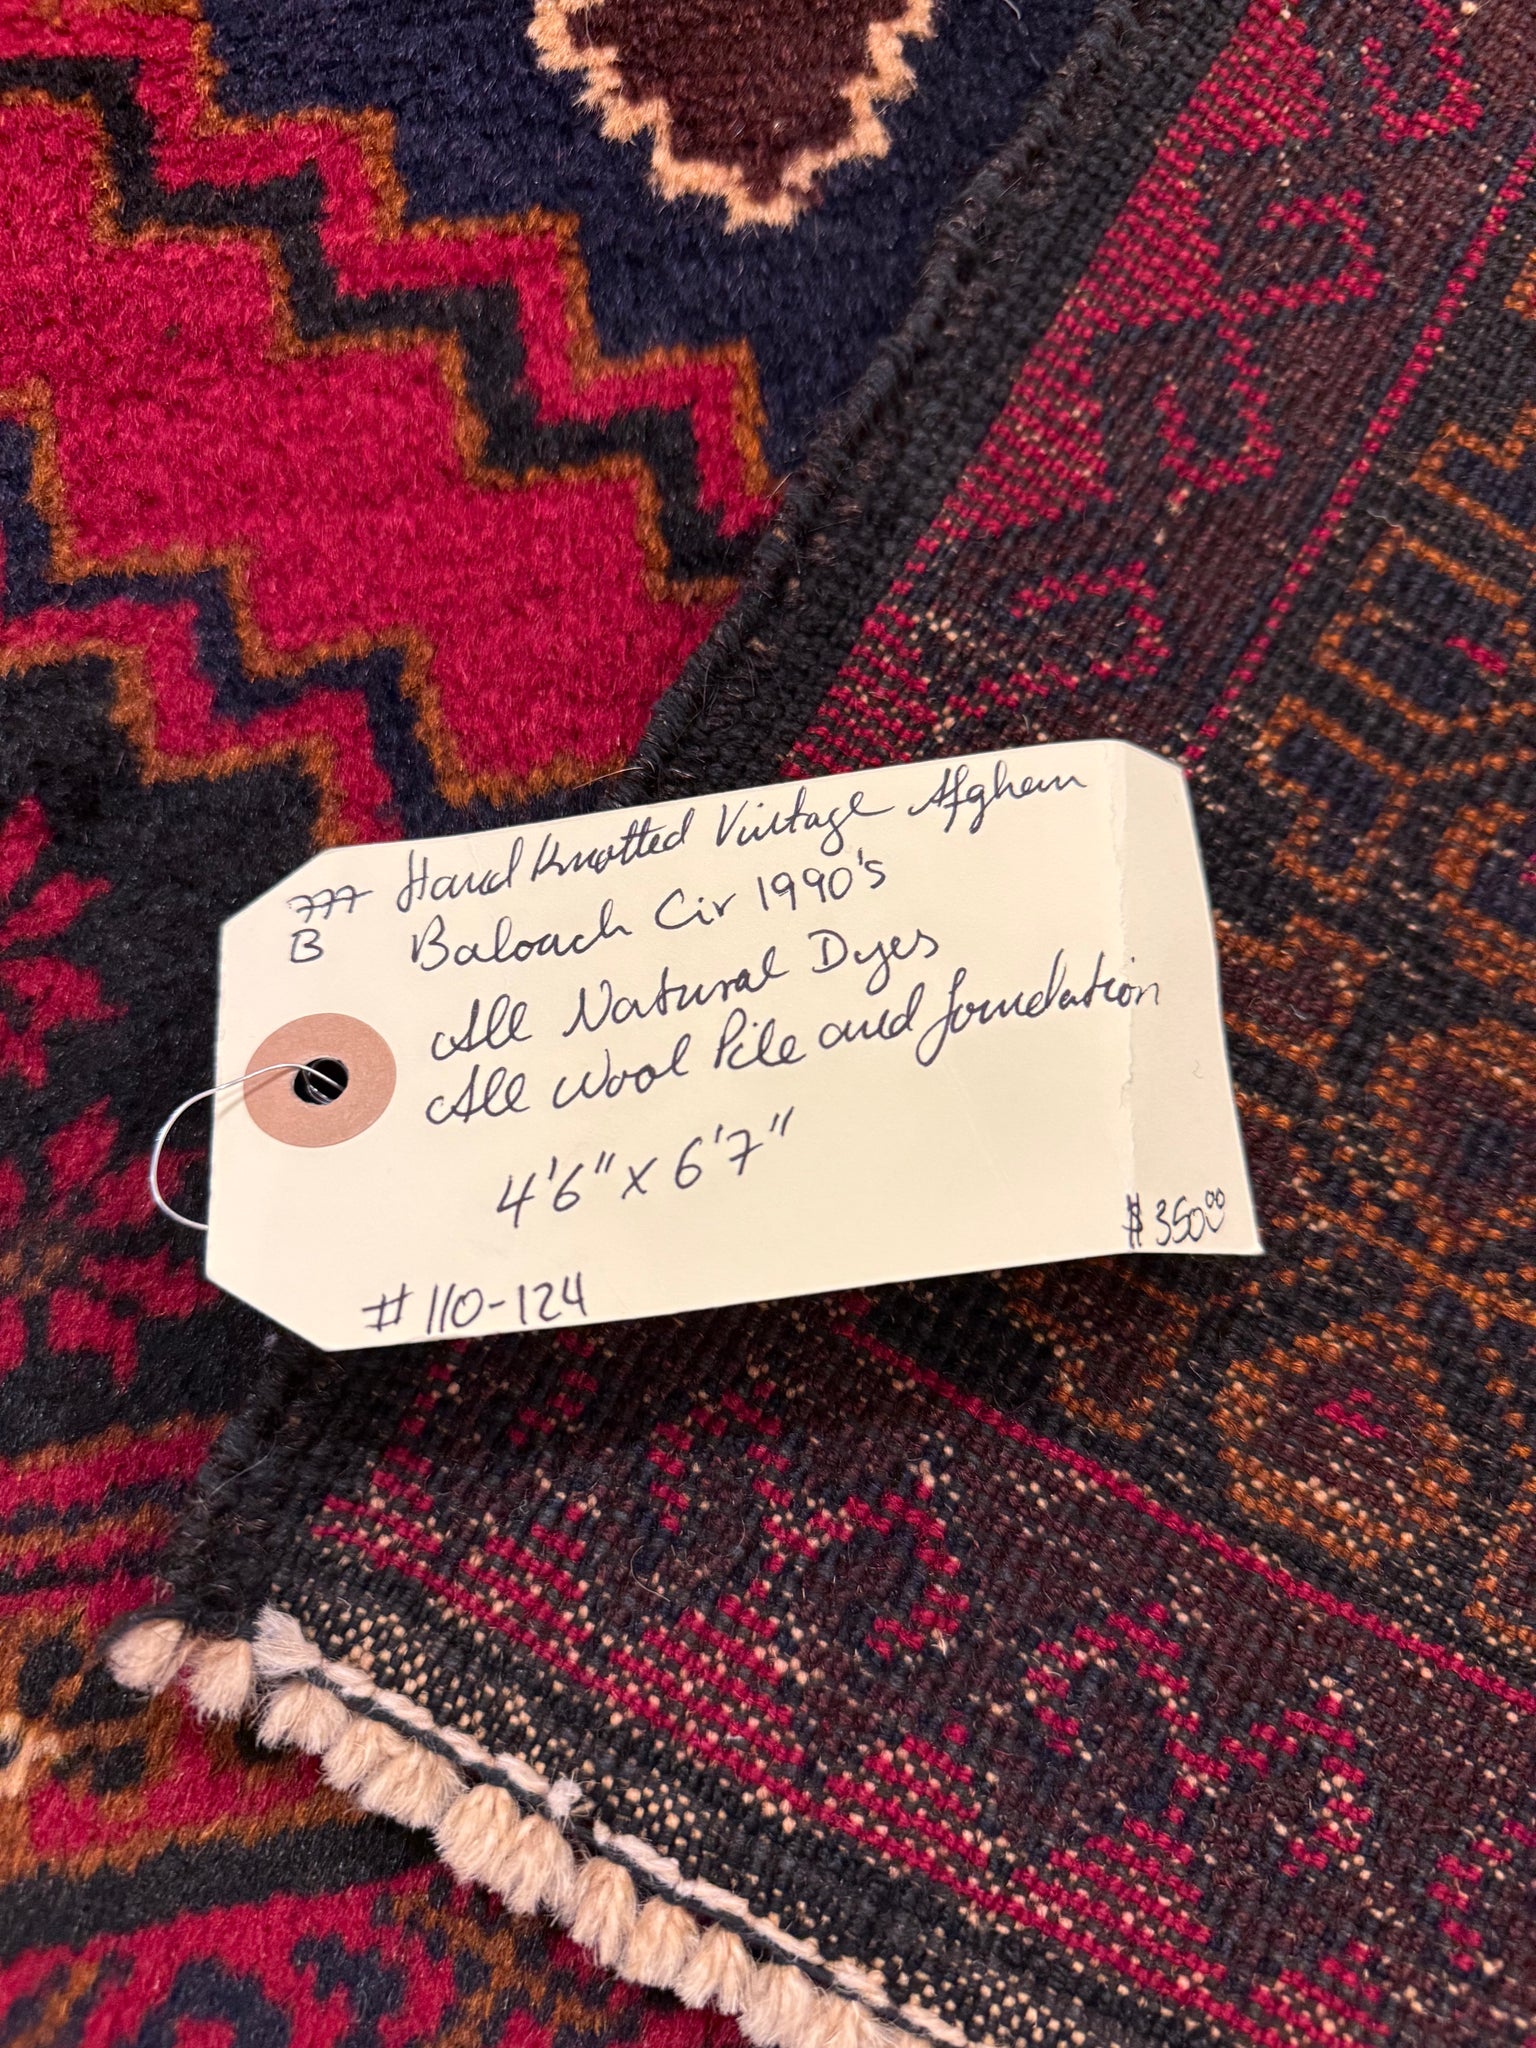 777 Hand Knotted Vintage Afghan
B Baloach Cir 1990's
All Natural Dyes
All Wool Pile and foundation
4'6" x 6'7"
$350.00
#110-124